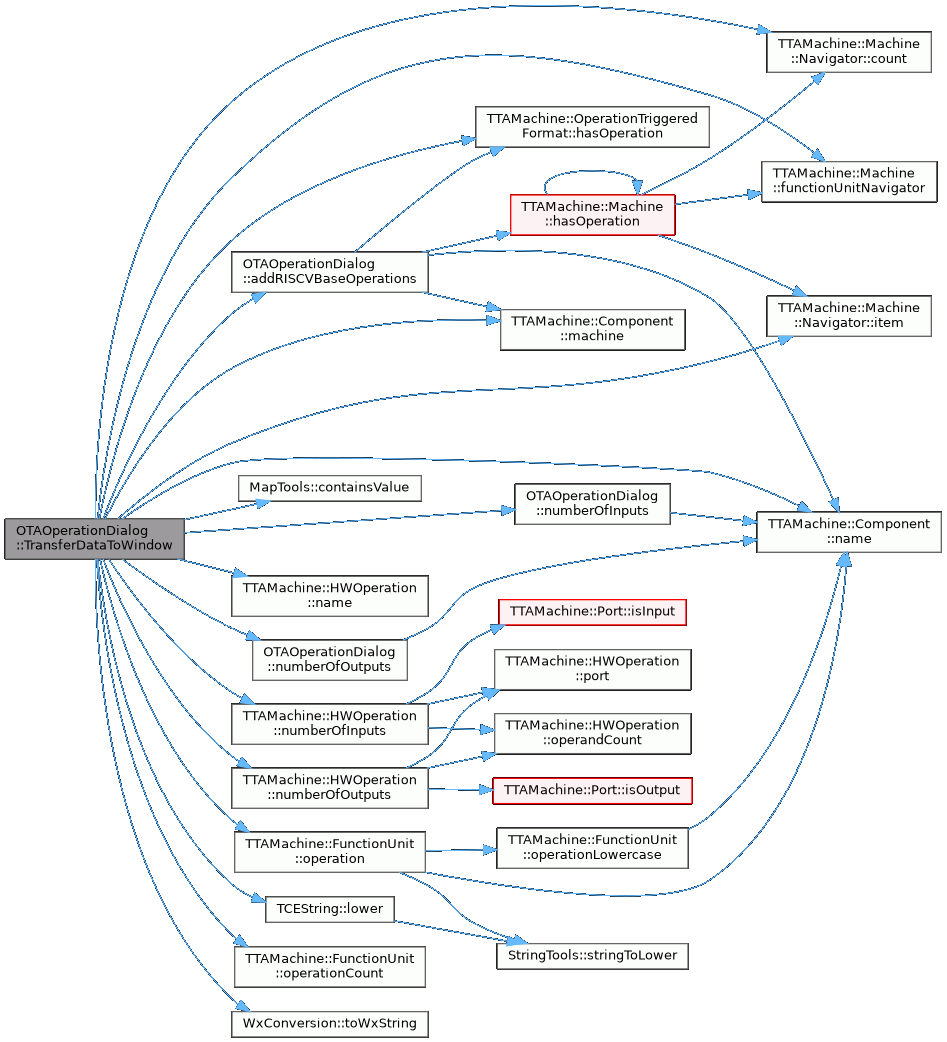 TTAMachine::Machine
::Navigator::count
TTAMachine::OperationTriggered
Format::hasOperation
TTAMachine::Machine
::functionUnitNavigator
TTAMachine::Machine
::hasOperation
OTAOperationDialog
::addRISCVBaseOperations
TTAMachine::Machine
::Navigator::item
TTAMachine::Component
::machine
MapTools::containsValue
OTAOperationDialog
::numberOfInputs
TTAMachine::Component
::name
OTAOperationDialog
::TransferDataToWindow
TTAMachine::HWOperation
::name
TTAMachine::Port::isInput
OTAOperationDialog
::numberOfOutputs
TTAMachine::HWOperation
::port
TTAMachine::HWOperation
::numberOfInputs
TTAMachine::HWOperation
::operandCount
TTAMachine::HWOperation
::numberOfOutputs
TTAMachine::Port::isOutput
TTAMachine::FunctionUnit
::operation
TTAMachine::FunctionUnit
::operationLowercase
TCEString::lower
StringTools::stringToLower
TTAMachine::FunctionUnit
::operationCount
WxConversion::toWxString